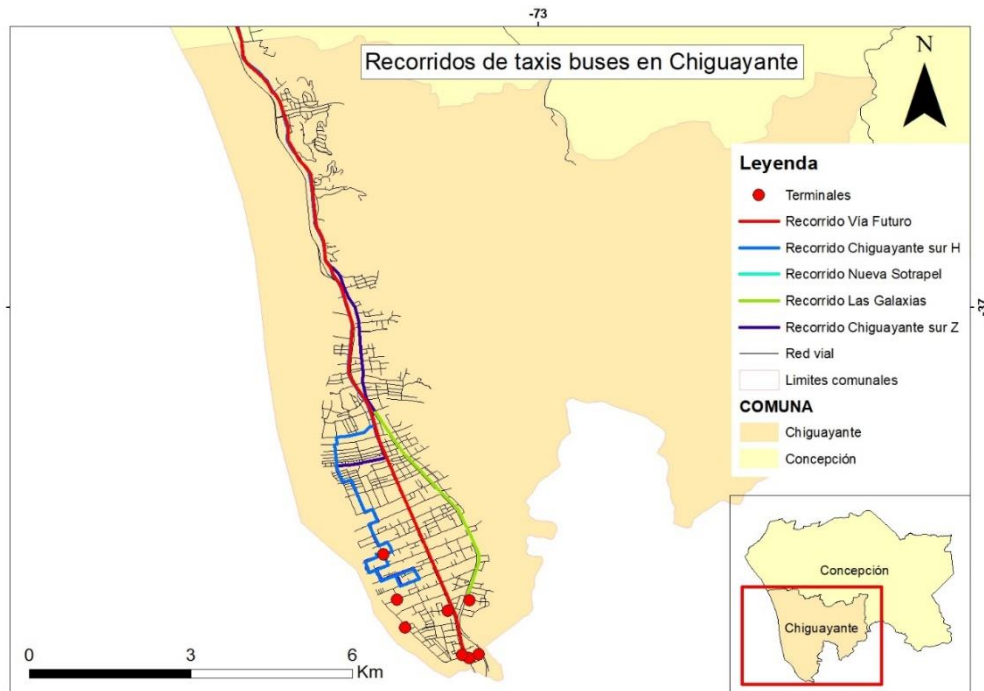 -73
Recorridos de taxis buses en Chiguayante
N
Leyenda
Terminales
Recorrido Vía Futuro
Recorrido Chiguayante sur H
Recorrido Nueva Sotrapel
Recorrido Las Galaxias
Recorrido Chiguayante sur Z
Red vial
Limites comunales
COMUNA
Chiguayante
Concepción
-37
Concepción
Chiguayante
0 3 6
Km